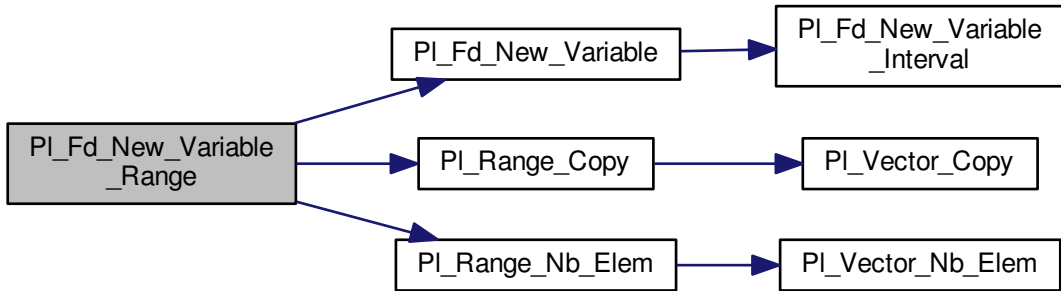 Pl_Fd_New_Variable
_Range
Pl_Fd_New_Variable
Pl_Fd_New_Variable
_Interval
Pl_Range_Copy
Pl_Vector_Copy
Pl_Range_Nb_Elem
Pl_Vector_Nb_Elem